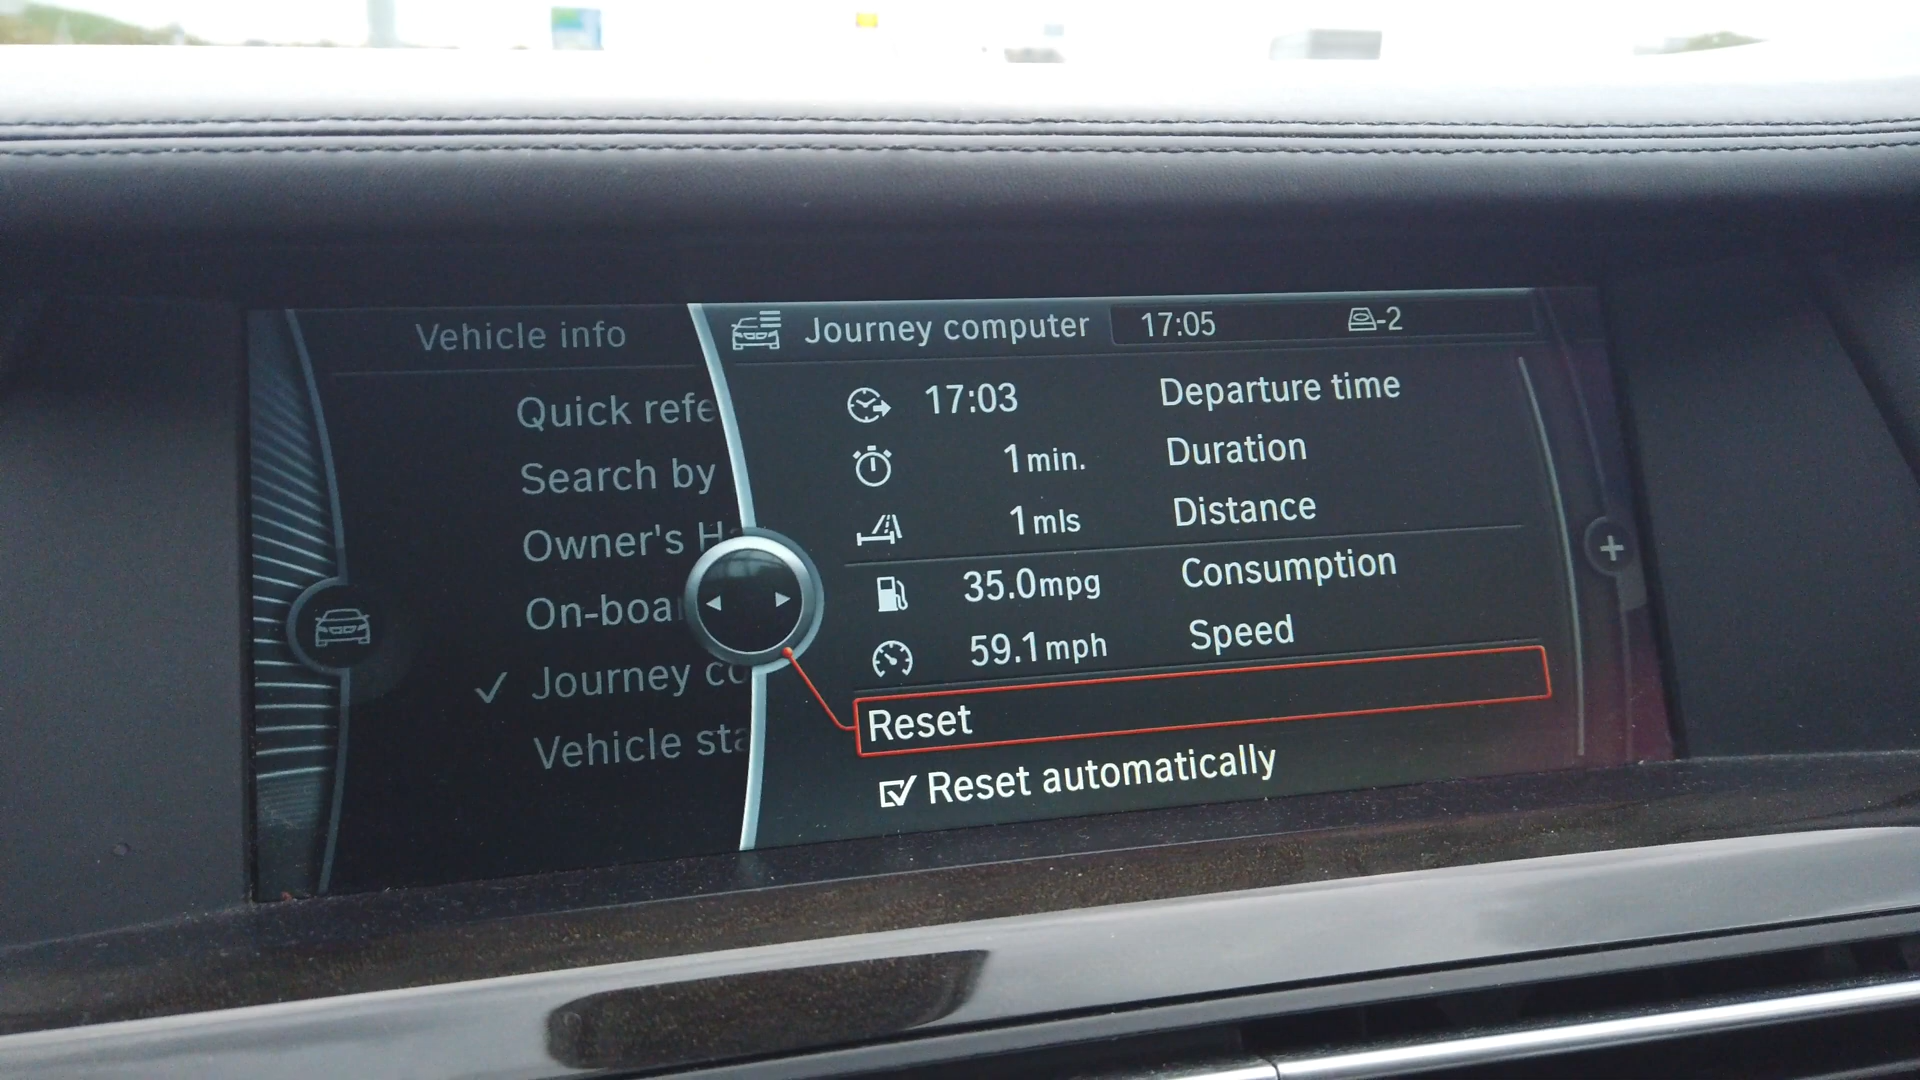 Vehicle info
Quick refe
Search by
Owner's H
On-boa
Journey co
Vehicle sta
Journey computer 17:05 -2
17:03 Departure time
1 min. Duration
1 mls Distance
35.0mpg Consumption
59.1 mph Speed
Reset
Reset automatically